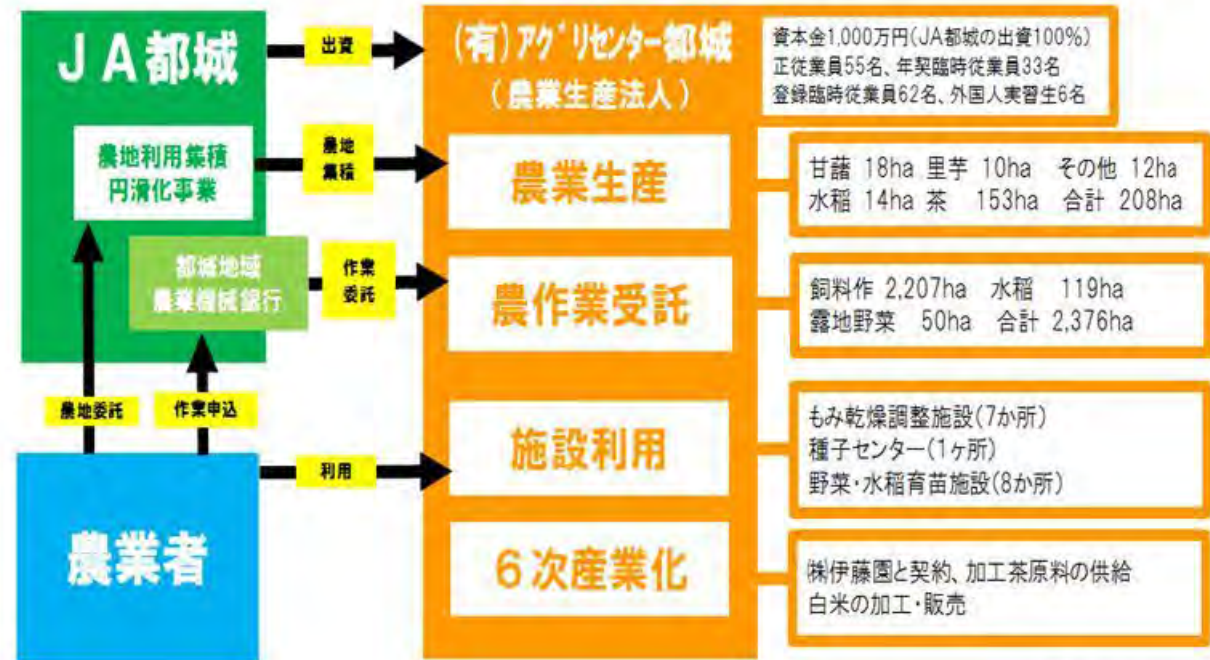 JA都城
出資
(有)アグリセンター都城
(農業生産法人)
資本金1,000万円(JA都城の出資100%)
正従業員55名、年契臨時従業員33名
登録臨時従業員62名、外国人実習生6名
農地利用集積
円滑化事業
農地
集積
農業生産
甘藷 18ha 里芋 10ha その他 12ha
水稲 14ha 茶 153ha 合計 208ha
都城地域
農業機械銀行
作業
委託
農作業受託
飼料作 2,207ha 水稲 119ha
露地野菜 50ha 合計 2,376ha
農地委託
作業申込
利用
施設利用
もみ乾燥調整施設(7か所)
種子センター(1ヶ所)
野菜・水稲育苗施設(8か所)
農業者
6次産業化
㈱伊藤園と契約、加工茶原料の供給
白米の加工・販売